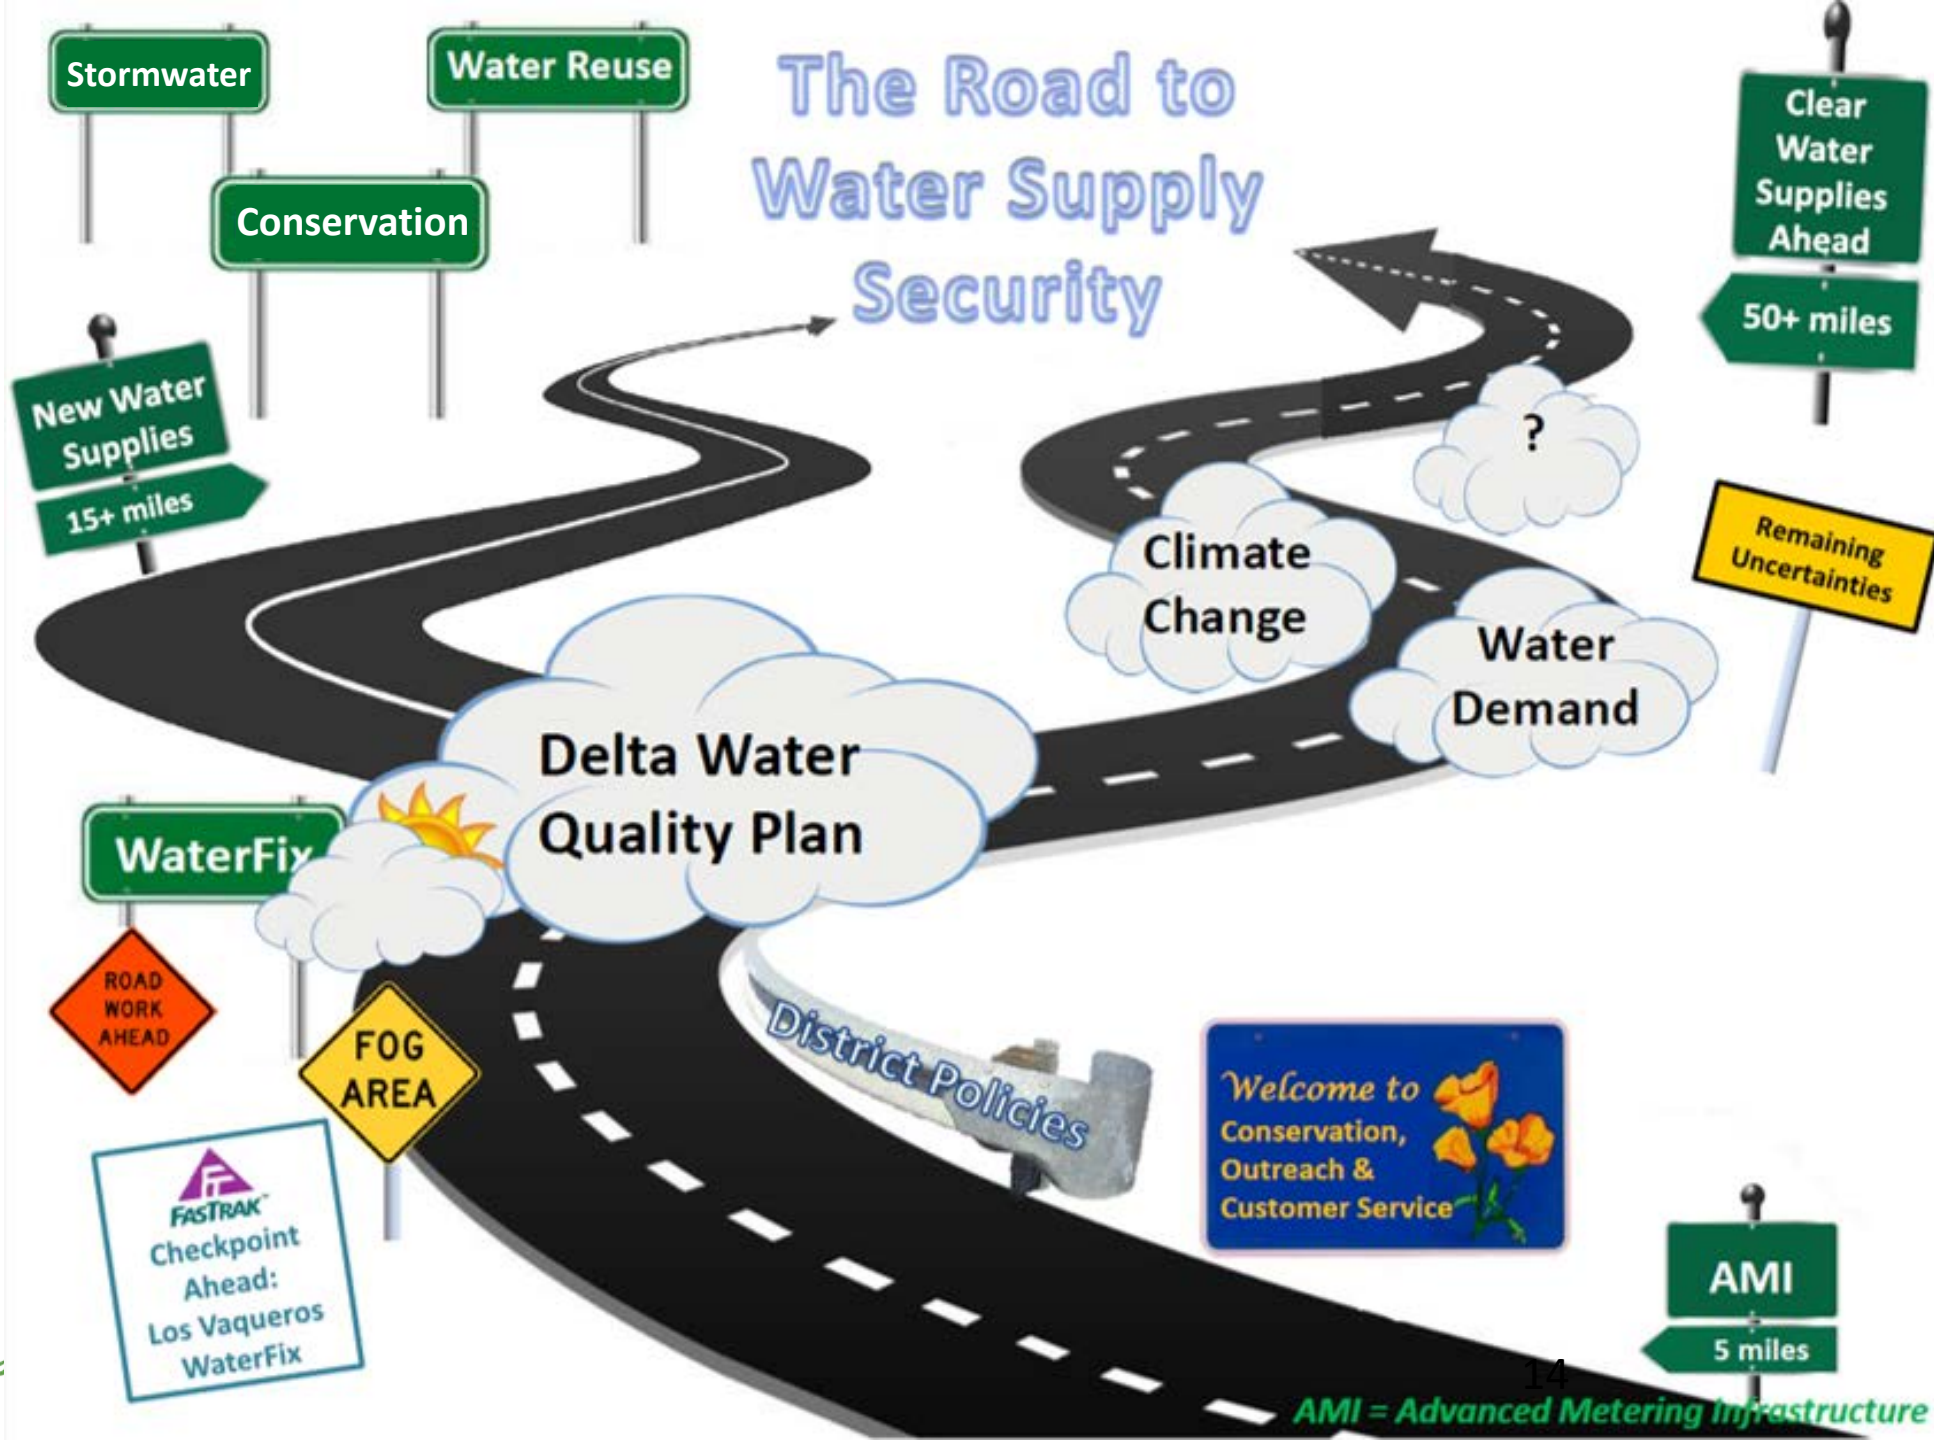 Stormwater
Water Reuse
Conservation
The Road to
Water Supply
Security
Clear
Water
Supplies
Ahead
50+ miles
New Water
Supplies
15+ miles
?
Climate
Change
Water
Demand
Remaining
Uncertainties
Delta Water
Quality Plan
WaterFix
ROAD
WORK
AHEAD
FOG
AREA
District Policies
Welcome to
Conservation,
Outreach &
Customer Service
FASTRAK™
Checkpoint
Ahead:
Los Vaqueros
WaterFix
AMI
5 miles
14
AMI = Advanced Metering Infrastructure